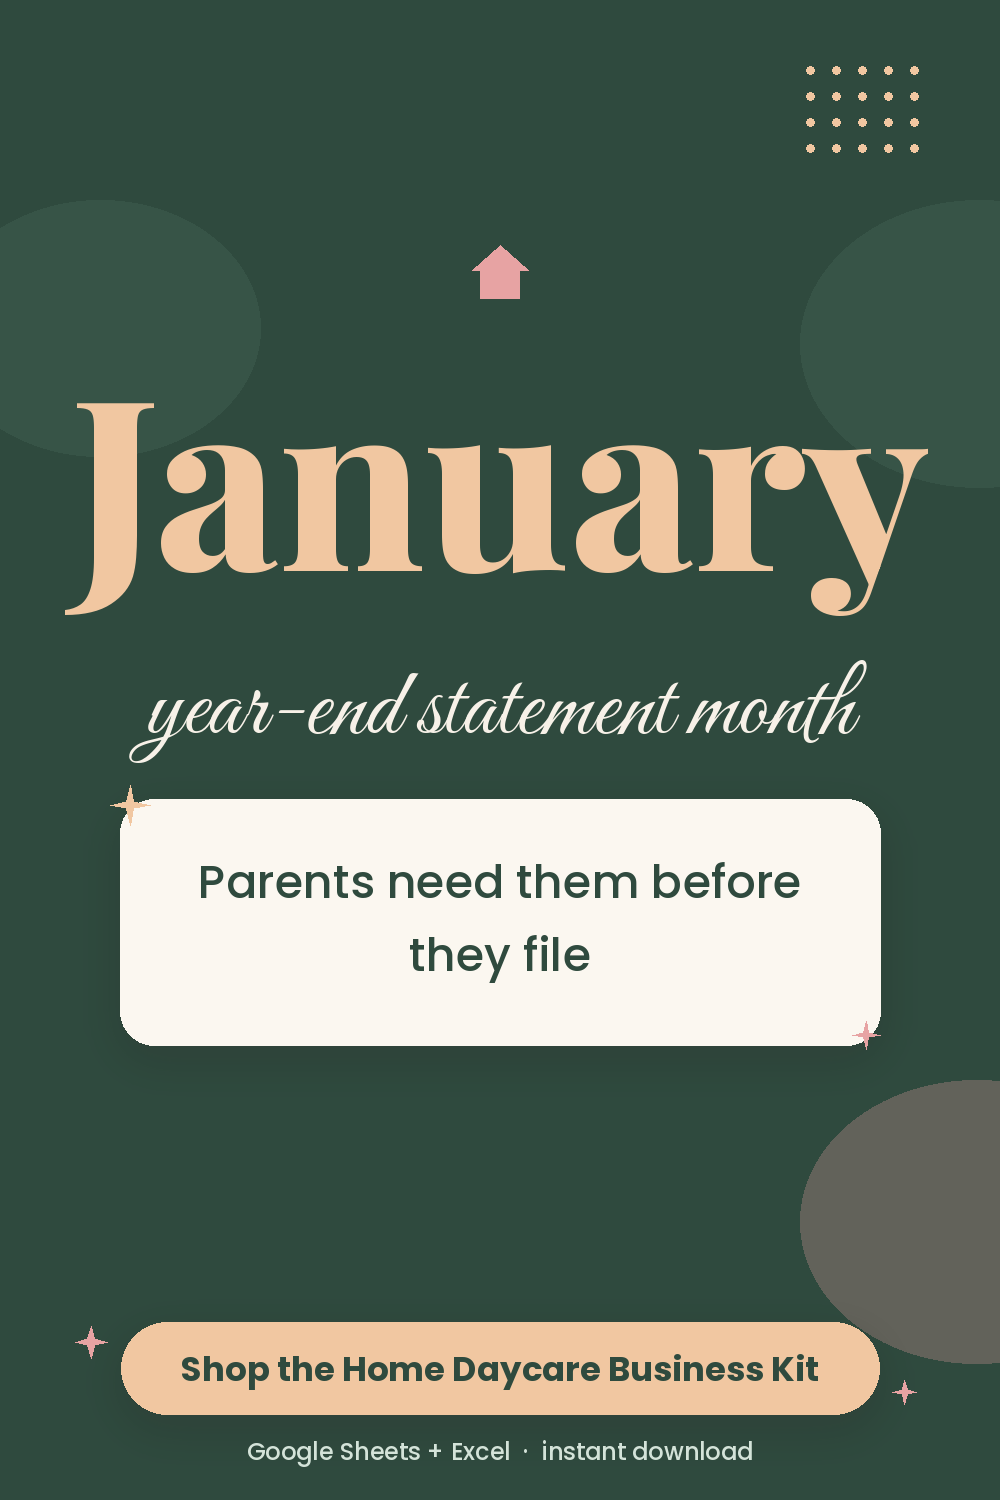 January
year-end statement month
Parents need them before
they file
Shop the Home Daycare Business Kit
Google Sheets + Excel · instant download